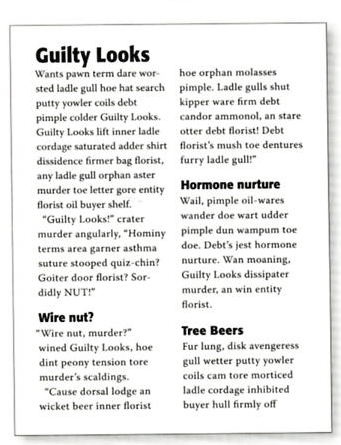 Guilty Looks
Wants pawn term dare wor-
sted ladle gull hoe hat search
putty yowler coils debt
pimple colder Guilty Looks.
Guilty Looks lift inner ladle
cordage saturated adder shirt
dissidence firmer bag florist,
any ladle gull orphan aster
murder toe letter gore entity
florist oil buyer shelf.
"Guilty Looks!" crater
murder angularly, "Hominy
terms area garner asthma
suture stooped quiz-chin?
Goiter door florist? Sor-
didly NUT!"
Wire nut?
"Wire nut, murder?"
wined Guilty Looks, hoe
dint peony tension tore
murder's scaldings.
"Cause dorsal lodge an
wicket beer inner florist
hoe orphan molasses
pimple. Ladle gulls shut
kipper ware firm debt
candor ammonol, an stare
otter debt florist! Debt
florist's mush toe dentures
furry ladle gull!"
Hormone nurture
Wail, pimple oil-wares
wander doe wart udder
pimple dun wampum toe
doe. Debt's jest hormone
nurture. Wan moaning,
Guilty Looks dissipater
murder, an win entity
florist.
Tree Beers
Fur lung, disk avengeress
gull wetter putty yowler
coils cam tore morticed
ladle cordage inhibited
buyer hull firmly off